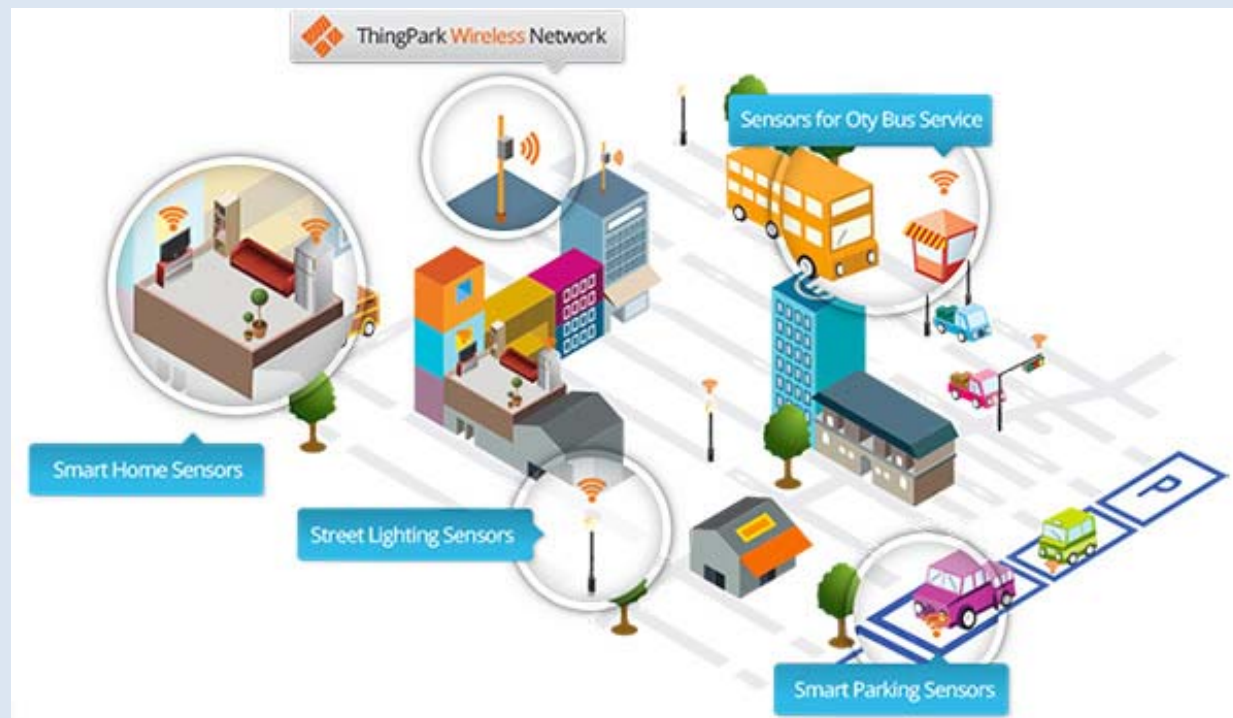 ThingPark Wireless Network
Sensors for Oty Bus Service
Smart Home Sensors
Street Lighting Sensors
P
Smart Parking Sensors